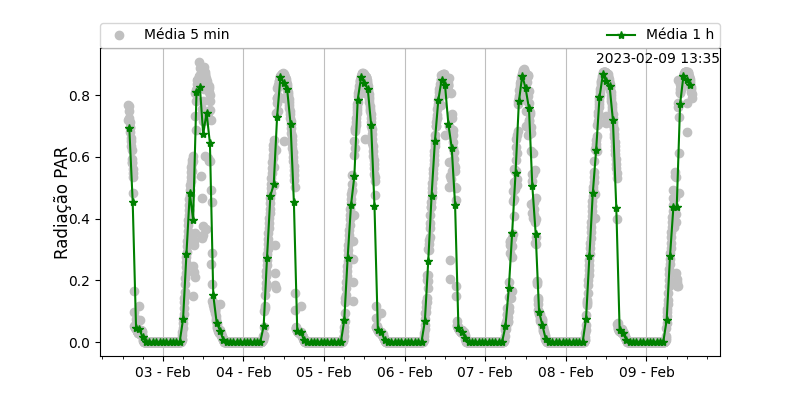 Média 5 min
Média 1 h
2023-02-09 13:35
Radiação PAR
0.8
0.6
0.4
0.2
0.0
03 - Feb
04 - Feb
05 - Feb
06 - Feb
07 - Feb
08 - Feb
09 - Feb